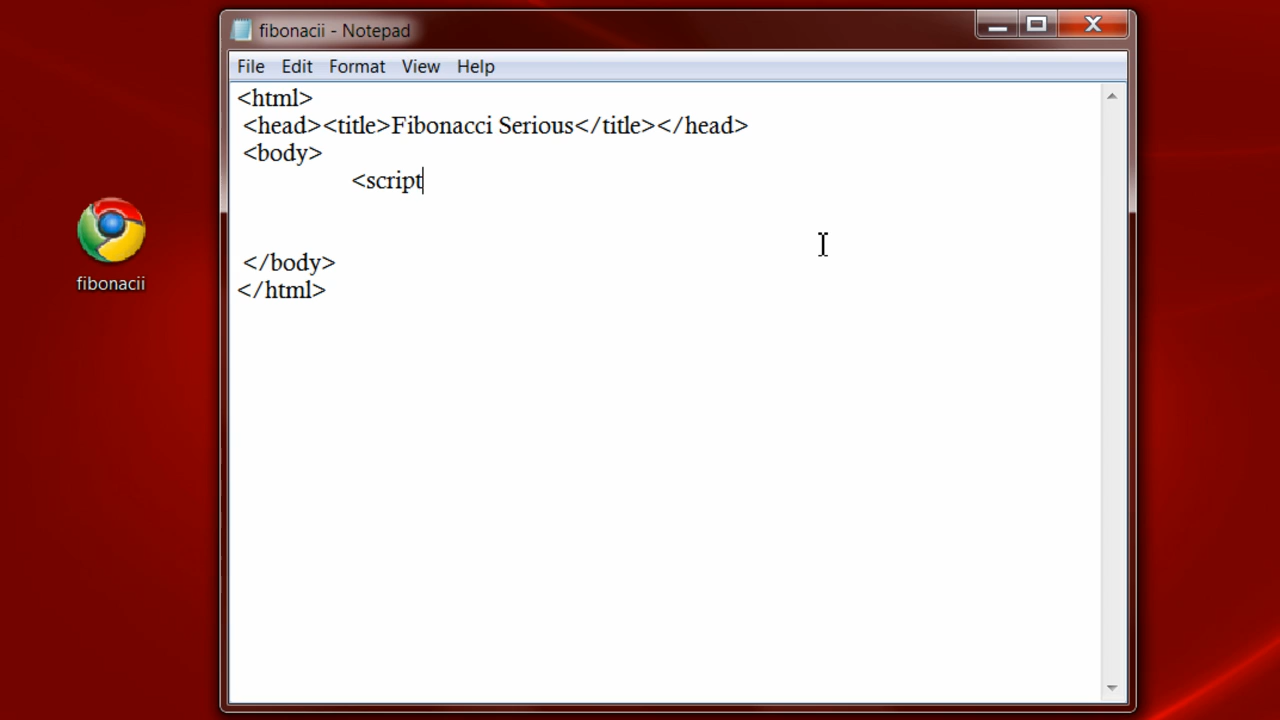 fibonacii - Notepad
File Edit Format View Help
<html>
<head><title>Fibonacci Serious</title></head>
<body>
<script
fibonacii
</body>
</html>